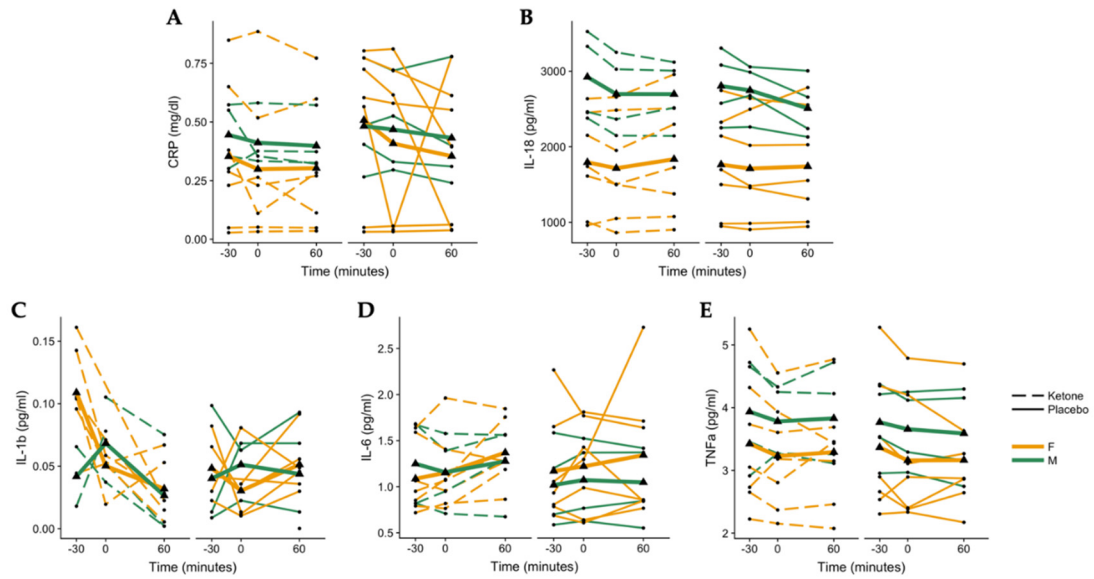 A
B
CRP (mg/dl)
0.75
0.50
0.25
0.00
-30 0 60 -30 0 60
Time (minutes)
IL-18 (pg/ml)
3000
2000
1000
-30 0 60 -30 0 60
Time (minutes)
C
D
E
IL-1b (pg/ml)
0.15
0.10
0.05
0.00
-30 0 60 -30 0 60
Time (minutes)
IL-6 (pg/ml)
2.5
2.0
1.5
1.0
0.5
-30 0 60 -30 0 60
Time (minutes)
TNFa (pg/ml)
5
4
3
2
-30 0 60 -30 0 60
Time (minutes)
Ketone
Placebo
F
M